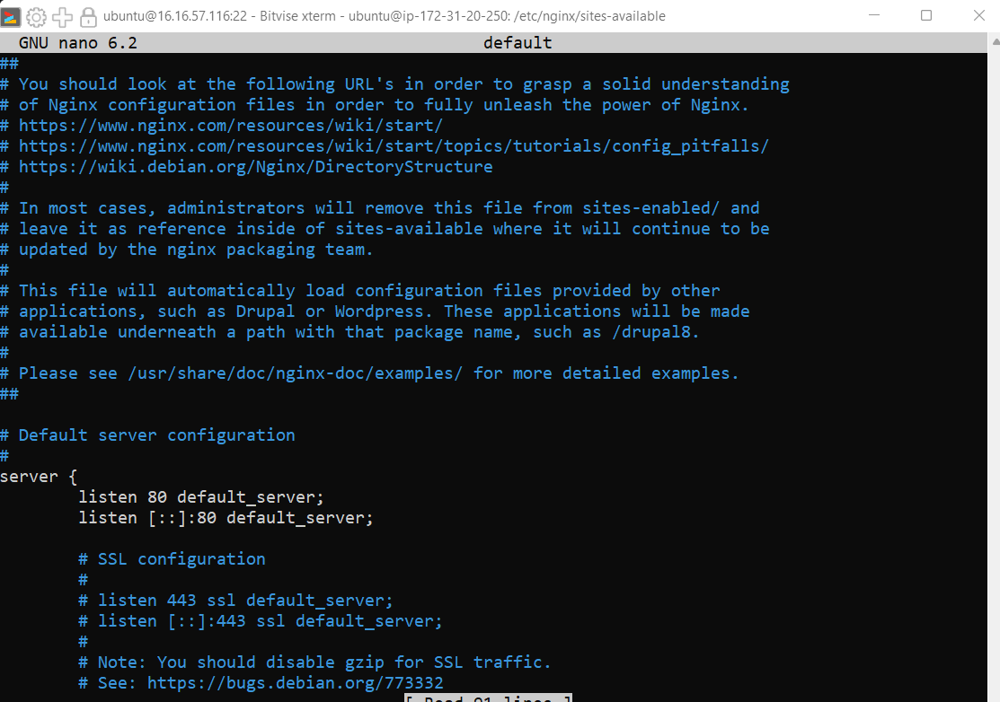 ubuntu@16.16.57.116:22 - Bitvise xterm - ubuntu@ip-172-31-20-250: /etc/nginx/sites-available
GNU nano 6.2 default
##
# You should look at the following URL's in order to grasp a solid understanding
# of Nginx configuration files in order to fully unleash the power of Nginx.
# https://www.nginx.com/resources/wiki/start/
# https://www.nginx.com/resources/wiki/start/topics/tutorials/config_pitfalls/
# https://wiki.debian.org/Nginx/DirectoryStructure
#
# In most cases, administrators will remove this file from sites-enabled/ and
# leave it as reference inside of sites-available where it will continue to be
# updated by the nginx packaging team.
#
# This file will automatically load configuration files provided by other
# applications, such as Drupal or Wordpress. These applications will be made
# available underneath a path with that package name, such as /drupal8.
#
# Please see /usr/share/doc/nginx-doc/examples/ for more detailed examples.
##
# Default server configuration
#
server {
listen 80 default_server;
listen [::]:80 default_server;
# SSL configuration
#
# listen 443 ssl default_server;
# listen [::]:443 ssl default_server;
#
# Note: You should disable gzip for SSL traffic.
# See: https://bugs.debian.org/773332
[ Read 91 lines ]